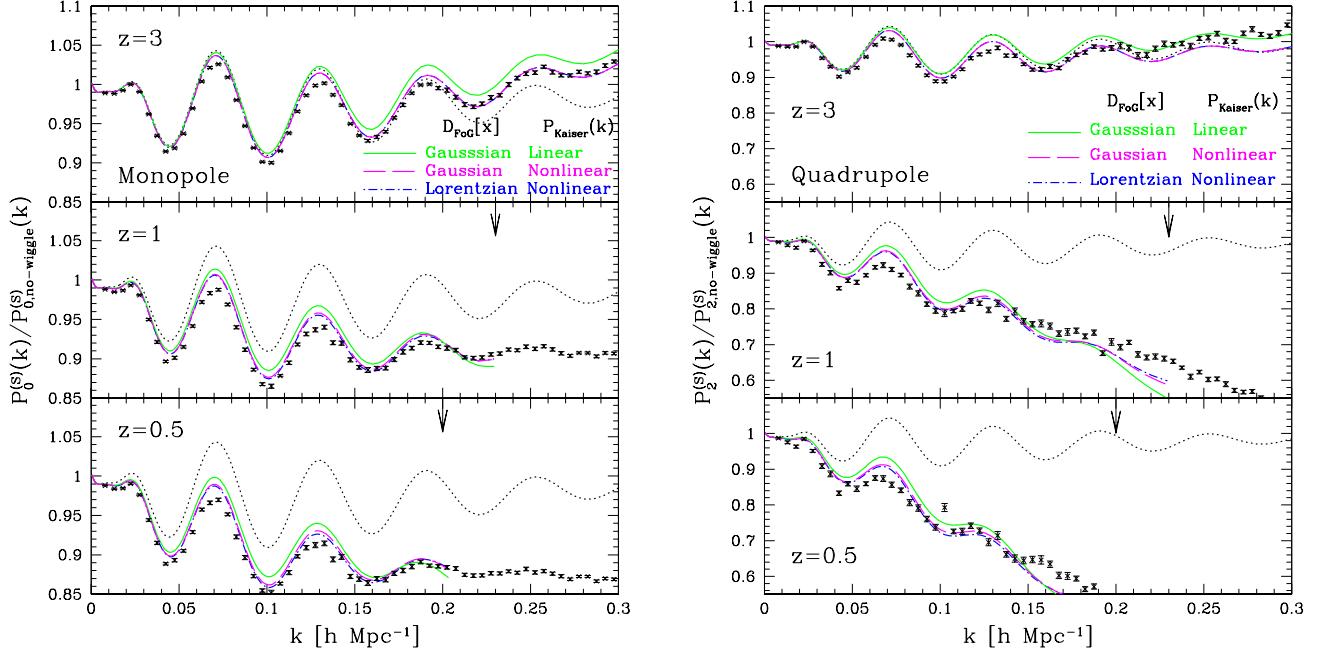 1.1
1.05
1
0.95
0.9
0.85
z=3
Monopole
D_FoG[x] P_Kaiser(k)
Gausssian Linear
Gaussian Nonlinear
Lorentzian Nonlinear
1.05
1
0.95
0.9
0.85
z=1
1.05
1
0.95
0.9
0.85
z=0.5
P_0^(S)(k)/P_0,no-wiggle^(S)(k)
0 0.05 0.1 0.15 0.2 0.25 0.3
k [h Mpc⁻¹]
1.1
1
0.9
0.8
0.7
0.6
z=3
Quadrupole
D_FoG[x] P_Kaiser(k)
Gausssian Linear
Gaussian Nonlinear
Lorentzian Nonlinear
1
0.9
0.8
0.7
0.6
z=1
1
0.9
0.8
0.7
0.6
z=0.5
P_2^(S)(k)/P_2,no-wiggle^(S)(k)
0 0.05 0.1 0.15 0.2 0.25 0.3
k [h Mpc⁻¹]